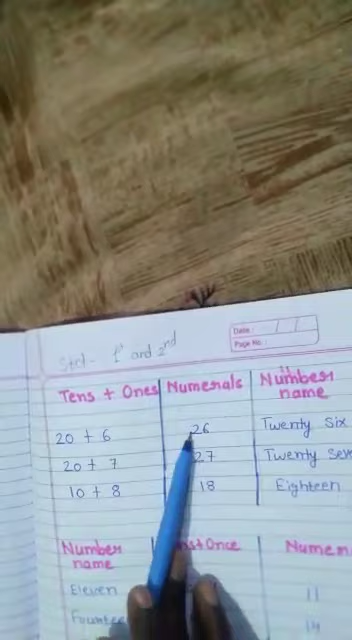 Std - 1st and 2nd
Date: / /
Page No.
Tens + Ones Numerals Number name
20 + 6 26 Twenty Six
20 + 7 27 Twenty
10 + 8 18 Eighteen
Number name
Eleven 11
14